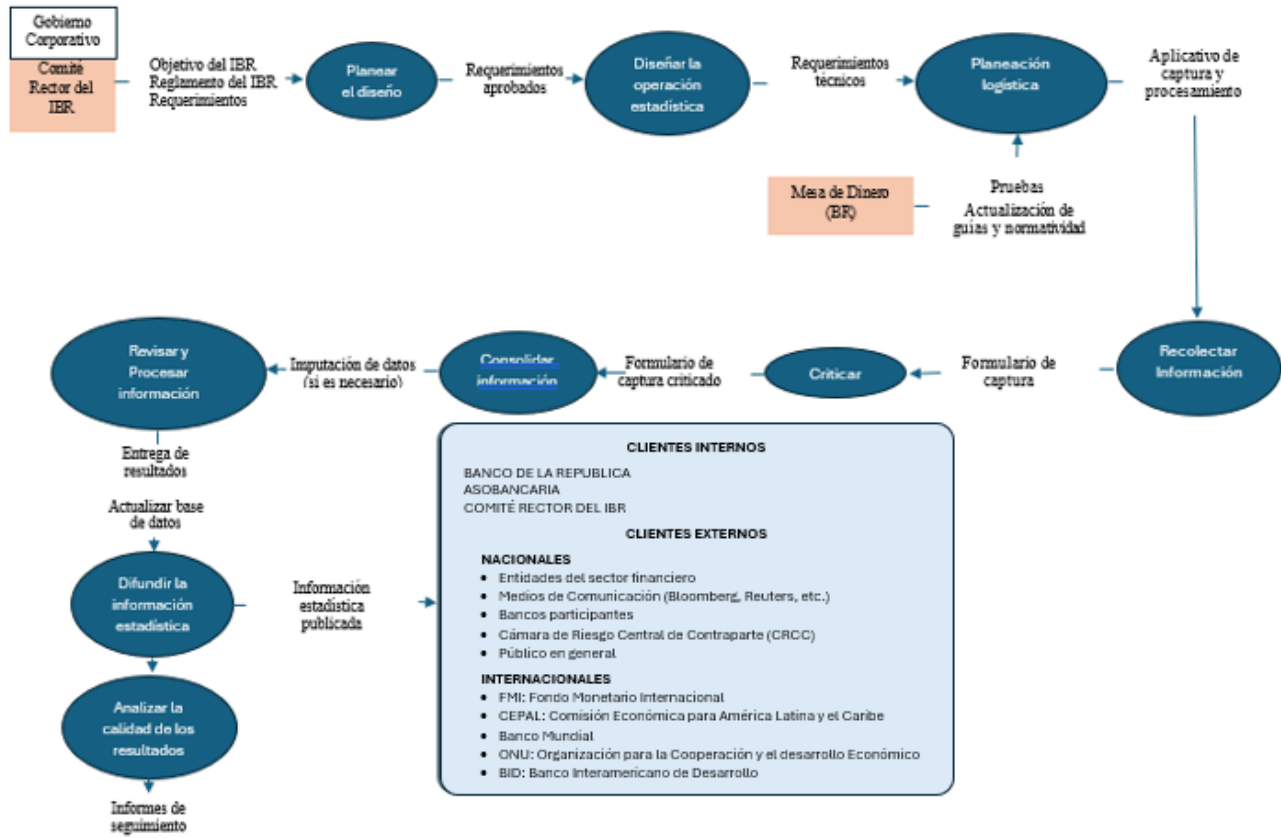 Gobierno
Corporativo
Comité
Rector del
IBR
Objetivo del IBR
Reglamento del IBR
Requerimientos
Planear
el diseño
Requerimientos
aprobados
Diseñar la
operación
estadística
Requerimientos
técnicos
Planeación
logística
Aplicativo de
captura y
procesamiento
Mesa de Dinero
(BR)
Pruebas
Actualización de
guías y normatividad
Recolectar
Información
Formulario de
captura
Criticar
Formulario de
captura criticado
Consolidar
información
Imputación de datos
(si es necesario)
Revisar y
Procesar
información
Entrega de
resultados
Actualizar base
de datos
Difundir la
información
estadística
Información
estadística
publicada
Analizar la
calidad de los
resultados
Informes de
seguimiento
CLIENTES INTERNOS
BANCO DE LA REPUBLICA
ASOBANCARIA
COMITÉ RECTOR DEL IBR
CLIENTES EXTERNOS
NACIONALES
• Entidades del sector financiero
• Medios de Comunicación (Bloomberg, Reuters, etc.)
• Bancos participantes
• Cámara de Riesgo Central de Contraparte (CRCC)
• Público en general
INTERNACIONALES
• FMI: Fondo Monetario Internacional
• CEPAL: Comisión Económica para América Latina y el Caribe
• Banco Mundial
• ONU: Organización para la Cooperación y el desarrollo Económico
• BID: Banco Interamericano de Desarrollo